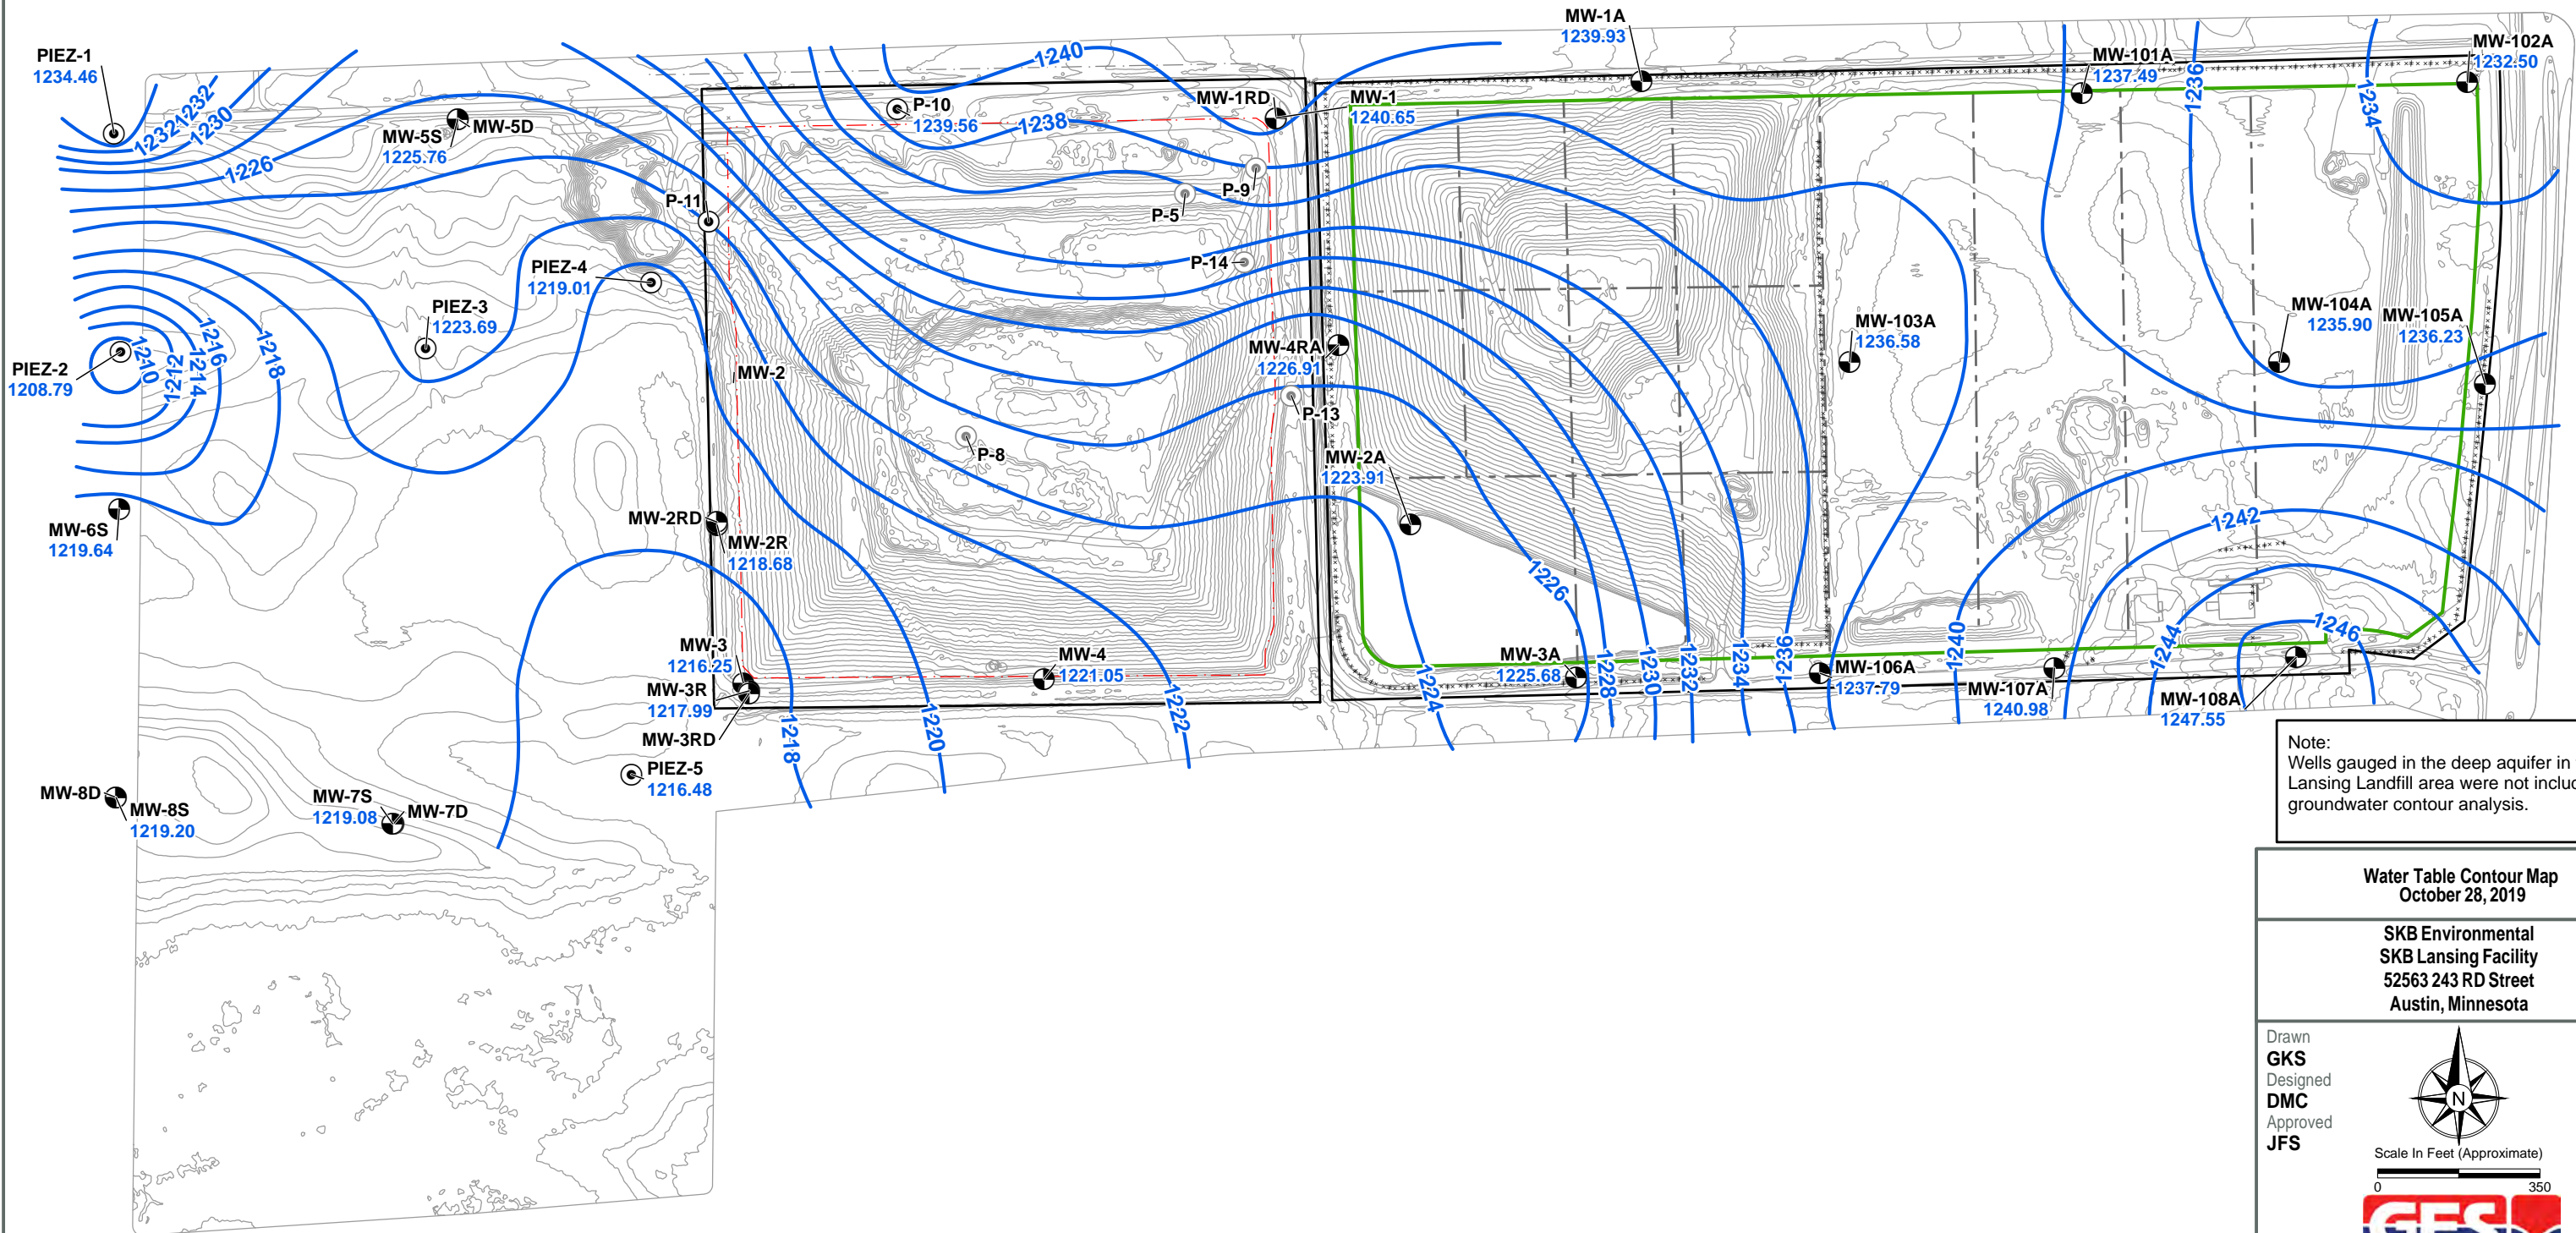 PIEZ-1
1234.46
MW-5S
1225.76
MW-5D
P-10
1239.56
MW-1RD
MW-1
1240.65
MW-1A
1239.93
MW-101A
1237.49
MW-102A
1232.50
1232
1232
1230
1226
1240
1238
1236
1234
P-11
P-9
P-5
P-14
PIEZ-4
1219.01
PIEZ-3
1223.69
PIEZ-2
1208.79
1210
1212
1214
1216
1218
MW-2
MW-4RA
1226.91
P-13
P-8
MW-103A
1236.58
MW-104A
1235.90
MW-105A
1236.23
MW-2A
1223.91
MW-6S
1219.64
MW-2RD
MW-2R
1218.68
1242
1226
MW-3
1216.25
MW-3R
1217.99
MW-3RD
MW-4
1221.05
MW-3A
1225.68
MW-106A
1237.79
MW-107A
1240.98
MW-108A
1247.55
1218
1220
1222
1224
1228
1230
1232
1234
1236
1240
1244
1246
PIEZ-5
1216.48
MW-8D
MW-8S
1219.20
MW-7S
1219.08
MW-7D
Note:
Wells gauged in the deep aquifer in
Lansing Landfill area were not includ
groundwater contour analysis.
Water Table Contour Map
October 28, 2019
SKB Environmental
SKB Lansing Facility
52563 243 RD Street
Austin, Minnesota
Drawn
GKS
Designed
DMC
Approved
JFS
N
Scale In Feet (Approximate)
0 350
GES